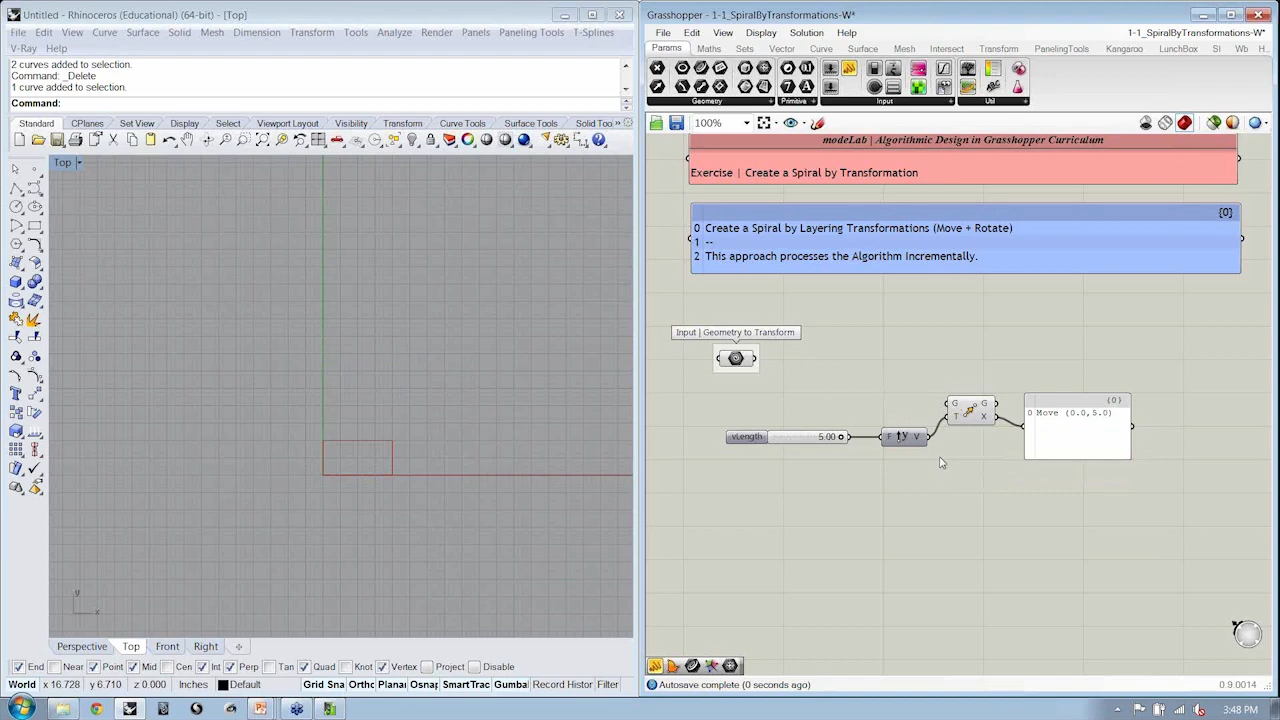 Untitled - Rhinoceros (Educational) (64-bit) - [Top]
File Edit View Curve Surface Solid Mesh Dimension Transform Tools Analyze Render Panels Paneling Tools T-Splines
V-Ray Help
2 curves added to selection.
Command: _Delete
1 curve added to selection.
Command:
Standard CPlanes Set View Display Select Viewport Layout Visibility Transform Curve Tools Surface Tools Solid Too
Top
y
x
Perspective Top Front Right
End Near Point Mid Cen Int Perp Tan Quad Knot Vertex Project Disable
World x 16.728 y 6.710 z 0.000 Inches Default Grid Sna Ortho Planar Osnap SmartTrac Gumba Record Histor Filter
Grasshopper - 1-1_SpiralByTransformations-W*
File Edit View Display Solution Help 1-1_SpiralByTransformations-W*
Params Maths Sets Vector Curve Surface Mesh Intersect Transform PanelingTools Kangaroo LunchBox SI Wb H
Geometry Primitive Input Util
100%
modeLab | Algorithmic Design in Grasshopper Curriculum
Exercise | Create a Spiral by Transformation
{0}
0 Create a Spiral by Layering Transformations (Move + Rotate)
1 --
2 This approach processes the Algorithm Incrementally.
Input | Geometry to Transform
vLength 5.00
F y V
G G
T X
{0}
0 Move (0.0,5.0)
Autosave complete (0 seconds ago) 0.9.0014
3:48 PM